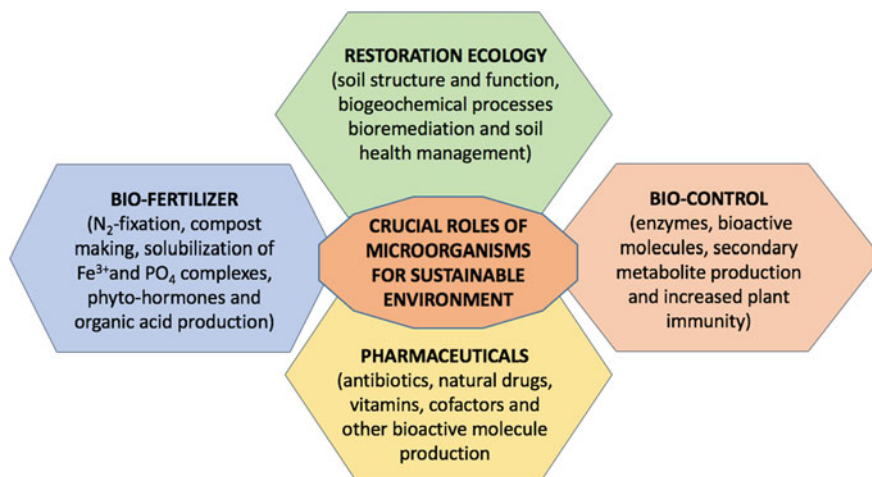 RESTORATION ECOLOGY
(soil structure and function,
biogeochemical processes
bioremediation and soil
health management)
BIO-FERTILIZER
(N₂-fixation, compost
making, solubilization of
Fe³⁺and PO₄ complexes,
phyto-hormones and
organic acid production)
CRUCIAL ROLES OF
MICROORGANISMS
FOR SUSTAINABLE
ENVIRONMENT
BIO-CONTROL
(enzymes, bioactive
molecules, secondary
metabolite production
and increased plant
immunity)
PHARMACEUTICALS
(antibiotics, natural drugs,
vitamins, cofactors and
other bioactive molecule
production